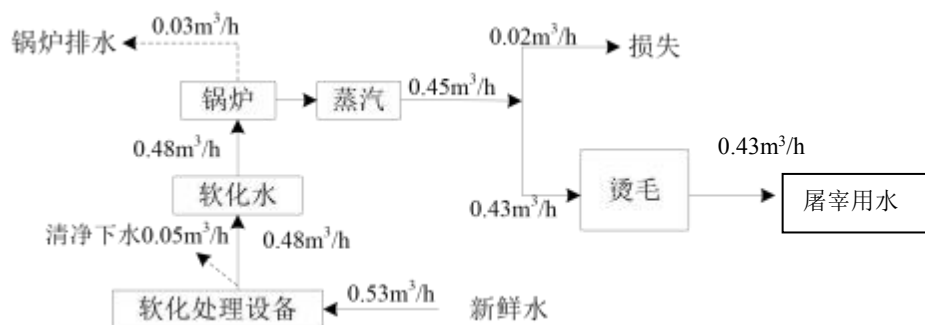 0.03m³/h
锅炉排水
0.02m³/h
损失
锅炉
蒸汽
0.45m³/h
0.48m³/h
烫毛
0.43m³/h
软化水
0.43m³/h
屠宰用水
清净下水0.05m³/h
0.48m³/h
软化处理设备
0.53m³/h
新鲜水